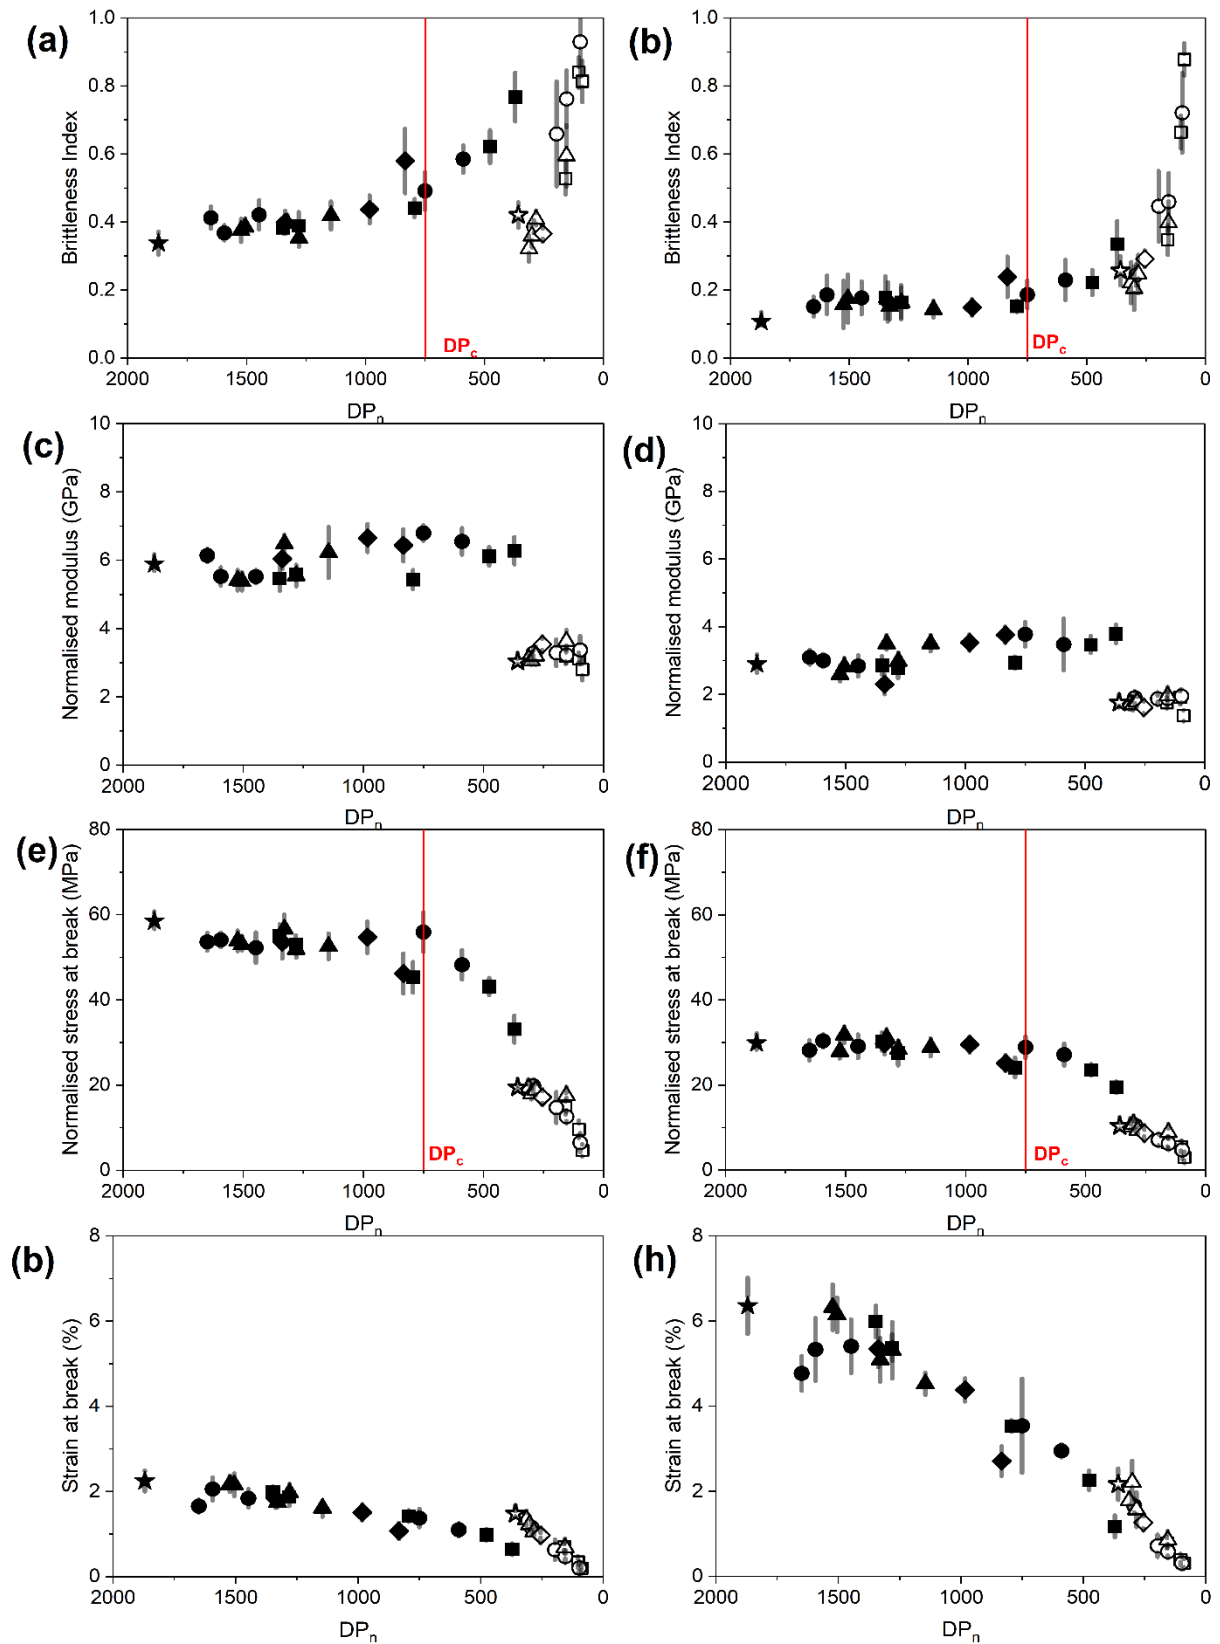 (a)
Brittleness Index
1.0
0.8
0.6
0.4
0.2
0.0
2000 1500 1000 500 0
DPc
DPn
(b)
Brittleness Index
1.0
0.8
0.6
0.4
0.2
0.0
2000 1500 1000 500 0
DPc
DPn
(c)
Normalised modulus (GPa)
10
8
6
4
2
0
2000 1500 1000 500 0
DPn
(d)
Normalised modulus (GPa)
10
8
6
4
2
0
2000 1500 1000 500 0
DPn
(e)
Normalised stress at break (MPa)
80
60
40
20
0
2000 1500 1000 500 0
DPc
DPn
(f)
Normalised stress at break (MPa)
80
60
40
20
0
2000 1500 1000 500 0
DPc
DPn
(b)
Strain at break (%)
8
6
4
2
0
2000 1500 1000 500 0
DPn
(h)
Strain at break (%)
8
6
4
2
0
2000 1500 1000 500 0
DPn